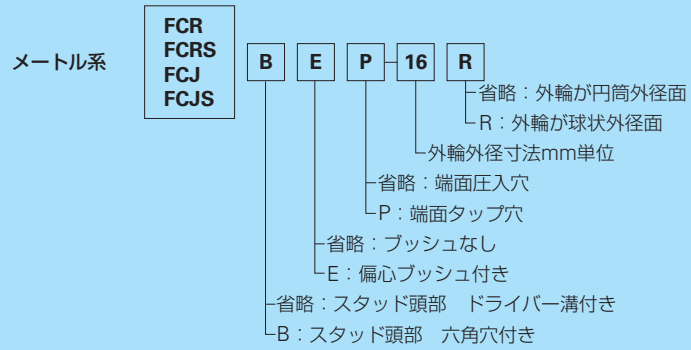 メートル系
FCR
FCRS
FCJ
FCJS
B E P-16 R
省略：外輪が円筒外径面
R：外輪が球状外径面
外輪外径寸法mm単位
省略：端面圧入穴
P：端面タップ穴
省略：ブッシュなし
E：偏心ブッシュ付き
省略：スタッド頭部　ドライバー溝付き
B：スタッド頭部　六角穴付き